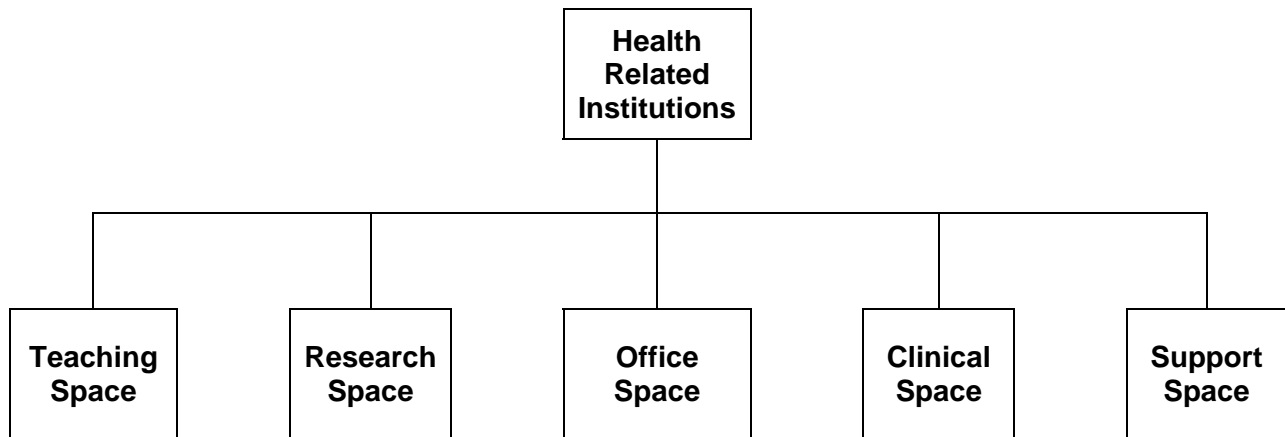 Health
Related
Institutions
Teaching
Space
Research
Space
Office
Space
Clinical
Space
Support
Space